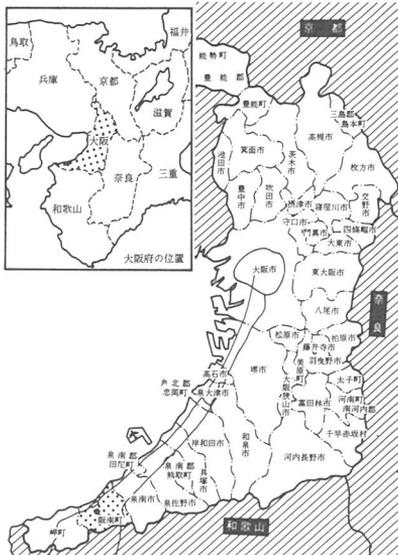 福井
鳥取
兵庫
京都
滋賀
大阪
奈良
三重
和歌山
大阪府の位置
京都
能勢町
豊能郡
豊能町
三島郡
島本町
高槻市
茨木市
箕面市
池田市
枚方市
豊中市
吹田市
摂津市
寝屋川市
交野市
守口市
門真市
四條畷市
大東市
大阪市
東大阪市
奈良
八尾市
松原市
柏原市
藤井寺市
羽曳野市
美原町
太子町
河南町
南河内郡
富田林市
大阪狭山市
千早赤坂村
堺市
高石市
泉北郡
忠岡町
泉大津市
和泉市
岸和田市
河内長野市
貝塚市
泉南郡
熊取町
泉南郡
田尻町
泉佐野市
泉南市
阪南町
岬町
和歌山